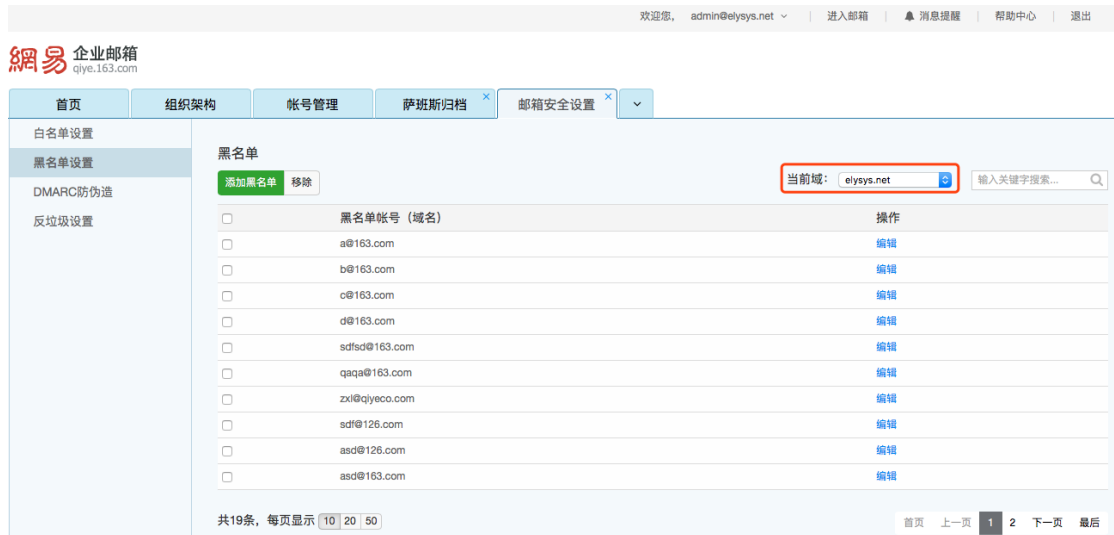 欢迎您， admin@elysys.net 进入邮箱 消息提醒 帮助中心 退出
網易 企业邮箱
qiye.163.com
首页 组织架构 帐号管理 萨班斯归档 邮箱安全设置
白名单设置
黑名单设置
DMARC防伪造
反垃圾设置
黑名单
添加黑名单 移除 当前域： elysys.net 输入关键字搜索...
黑名单帐号（域名） 操作
a@163.com 编辑
b@163.com 编辑
c@163.com 编辑
d@163.com 编辑
sdfsd@163.com 编辑
qaqa@163.com 编辑
zxl@qiyeco.com 编辑
sdf@126.com 编辑
asd@126.com 编辑
asd@163.com 编辑
共19条，每页显示 10 20 50 首页 上一页 1 2 下一页 最后